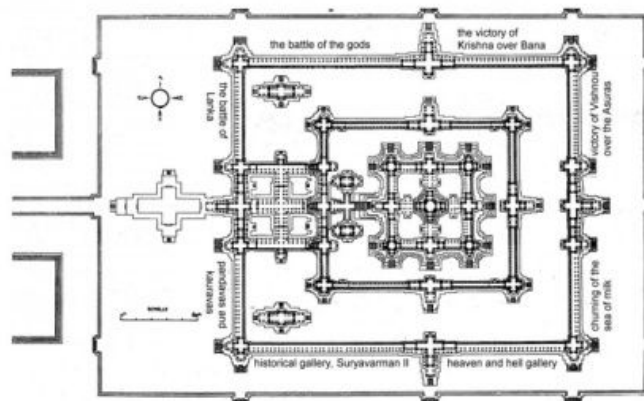 the battle of the gods
the victory of
Krishna over Bana
the battle of
Lanka
victory of Vishnou
over the Asuras
pandavas and
kauravas
churning of the
sea of milk
historical gallery, Suryavarman II
heaven and hell gallery